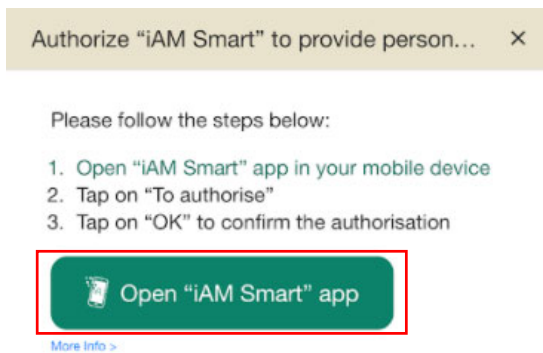 Authorize “iAM Smart” to provide person... ×
Please follow the steps below:
1. Open “iAM Smart” app in your mobile device
2. Tap on “To authorise”
3. Tap on “OK” to confirm the authorisation
Open “iAM Smart” app
More Info >